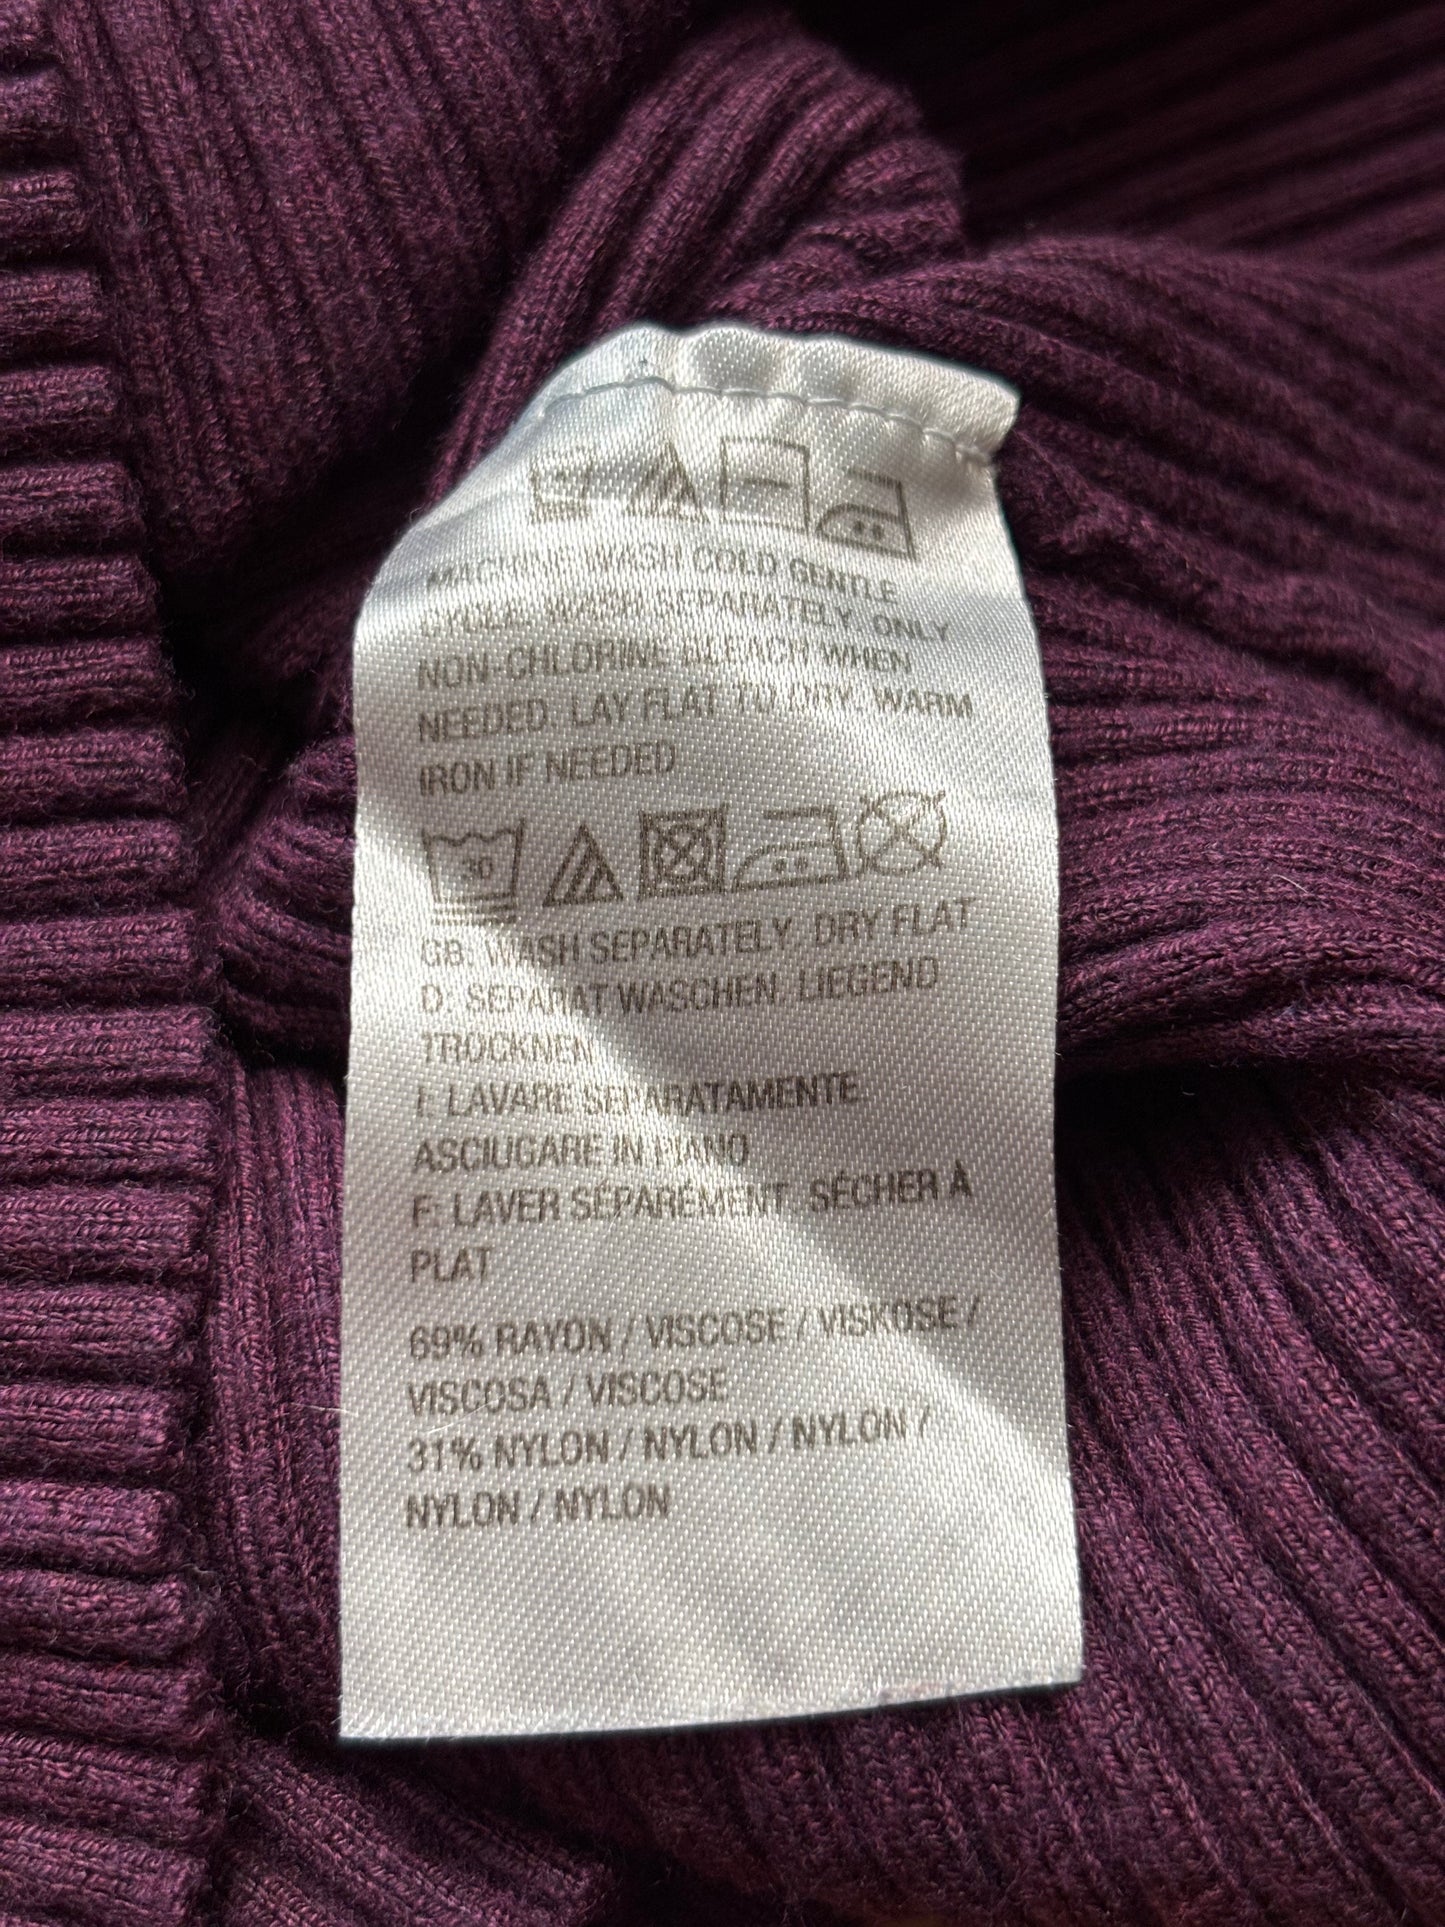 MACHINE WASH COLD GENTLE
CYCLE. WASH SEPARATELY. ONLY
NON-CHLORINE BLEACH WHEN
NEEDED. LAY FLAT TO DRY. WARM
IRON IF NEEDED
30
GB: WASH SEPARATELY. DRY FLAT
D: SEPARAT WASCHEN. LIEGEND
TROCKNEN
I: LAVARE SEPARATAMENTE
ASCIUGARE IN PIANO
F: LAVER SÉPARÉMENT. SÉCHER À
PLAT
69% RAYON / VISCOSE / VISKOSE /
VISCOSA / VISCOSE
31% NYLON / NYLON / NYLON /
NYLON / NYLON